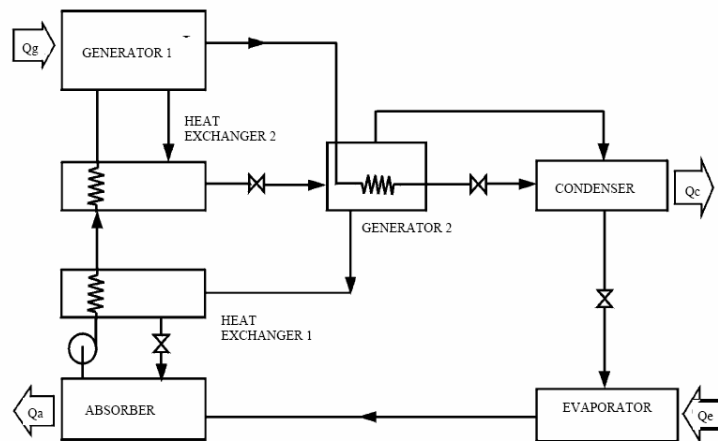 Qg
GENERATOR 1
HEAT
EXCHANGER 2
CONDENSER
Qc
GENERATOR 2
HEAT
EXCHANGER 1
Qa
ABSORBER
EVAPORATOR
Qe